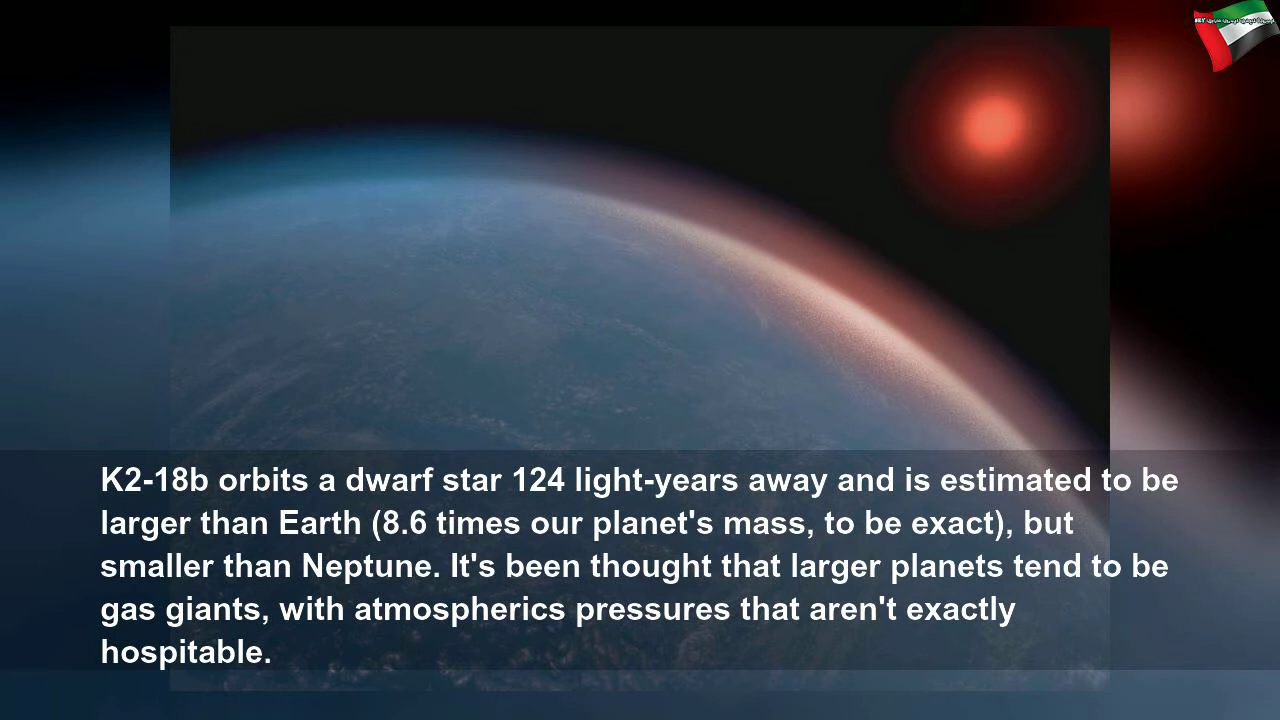 K2-18b orbits a dwarf star 124 light-years away and is estimated to be
larger than Earth (8.6 times our planet's mass, to be exact), but
smaller than Neptune. It's been thought that larger planets tend to be
gas giants, with atmospherics pressures that aren't exactly
hospitable.